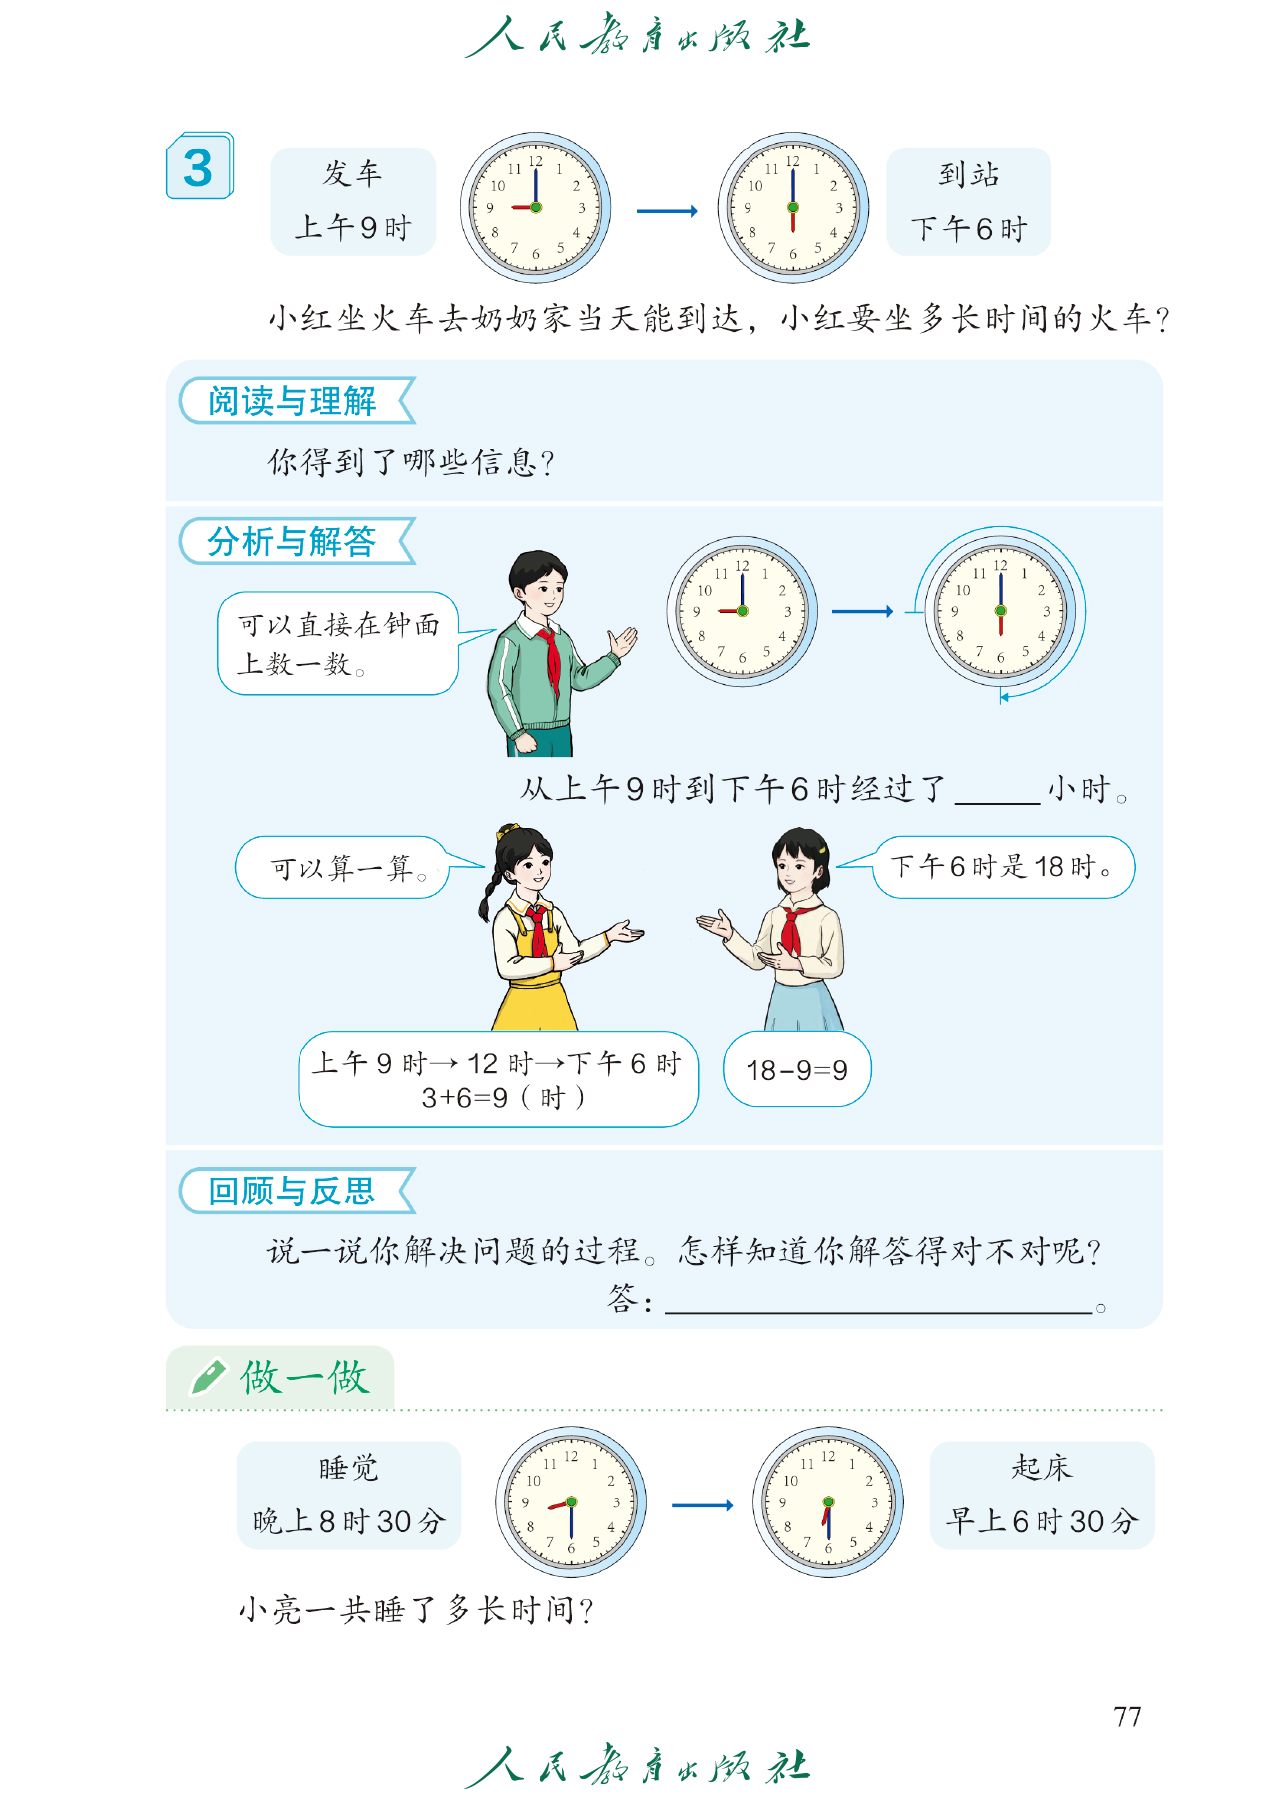 人民教育出版社
3
发车
上午9时
11 12 1
10 2
9 3
8 4
7 6 5
11 12 1
10 2
9 3
8 4
7 6 5
到站
下午6时
小红坐火车去奶奶家当天能到达，小红要坐多长时间的火车？
阅读与理解
你得到了哪些信息？
分析与解答
可以直接在钟面
上数一数。
11 12 1
10 2
9 3
8 4
7 6 5
11 12 1
10 2
9 3
8 4
7 6 5
从上午9时到下午6时经过了_____小时。
可以算一算。
下午6时是18时。
上午9时→12时→下午6时
3+6=9（时）
18-9=9
回顾与反思
说一说你解决问题的过程。怎样知道你解答得对不对呢？
答：_____。
做一做
睡觉
晚上8时30分
11 12 1
10 2
9 3
8 4
7 6 5
11 12 1
10 2
9 3
8 4
7 6 5
起床
早上6时30分
小亮一共睡了多长时间？
77
人民教育出版社